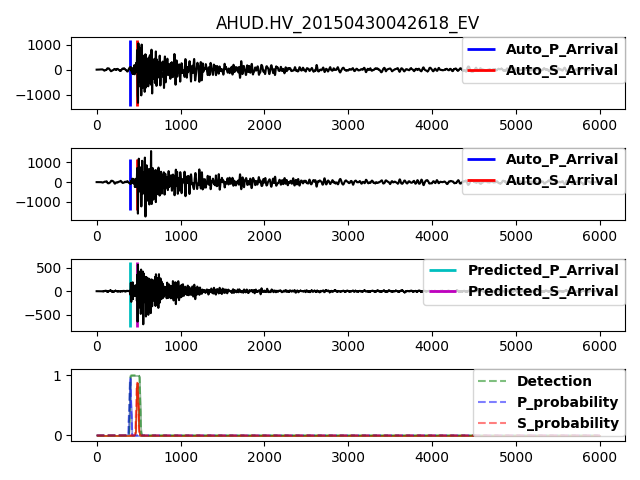 AHUD.HV_20150430042618_EV
1000
0
−1000
Auto_P_Arrival
Auto_S_Arrival
0 1000 2000 3000 4000 5000 6000
1000
0
−1000
Auto_P_Arrival
Auto_S_Arrival
0 1000 2000 3000 4000 5000 6000
500
0
−500
Predicted_P_Arrival
Predicted_S_Arrival
0 1000 2000 3000 4000 5000 6000
1
0
Detection
P_probability
S_probability
0 1000 2000 3000 4000 5000 6000